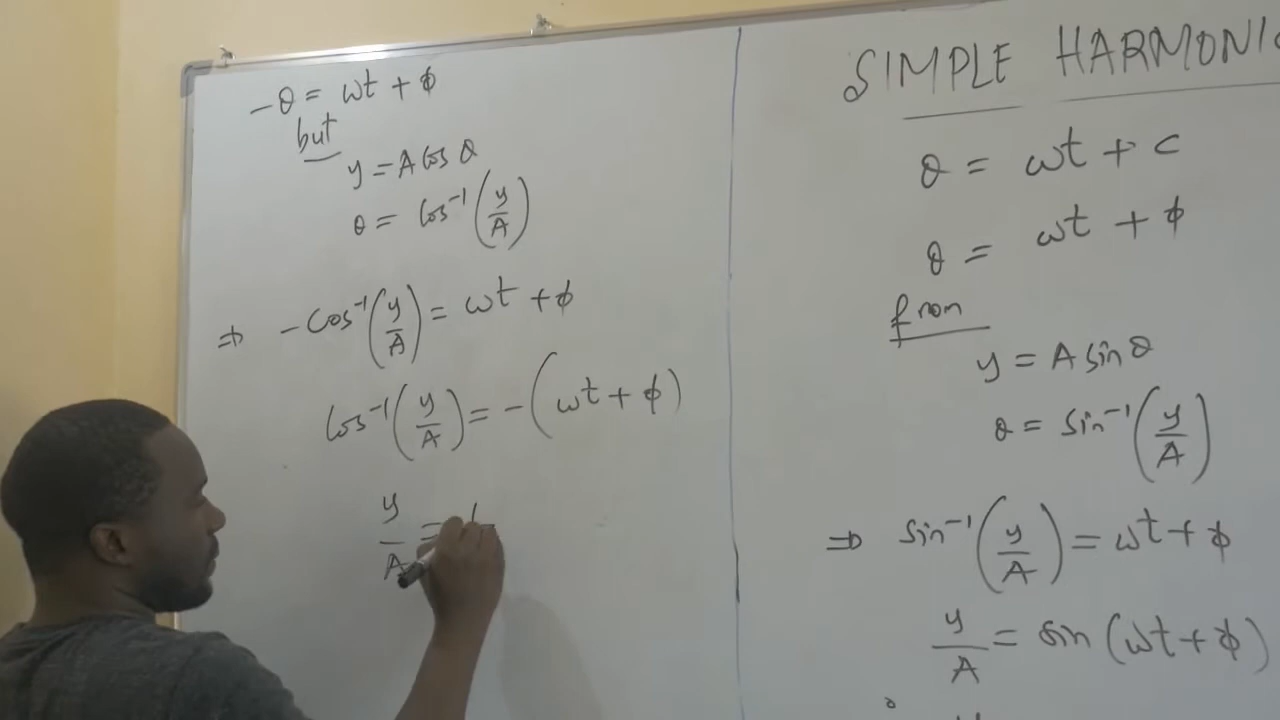 -θ = ωt + ϕ
but
y = A cos θ
θ = cos⁻¹(y/A)
⇒ -cos⁻¹(y/A) = ωt + ϕ
cos⁻¹(y/A) = -(ωt + ϕ)
y/A =
SIMPLE HARMONIC
θ = ωt + c
θ = ωt + ϕ
from
y = A sin θ
θ = sin⁻¹(y/A)
⇒ sin⁻¹(y/A) = ωt + ϕ
y/A = sin(ωt + ϕ)